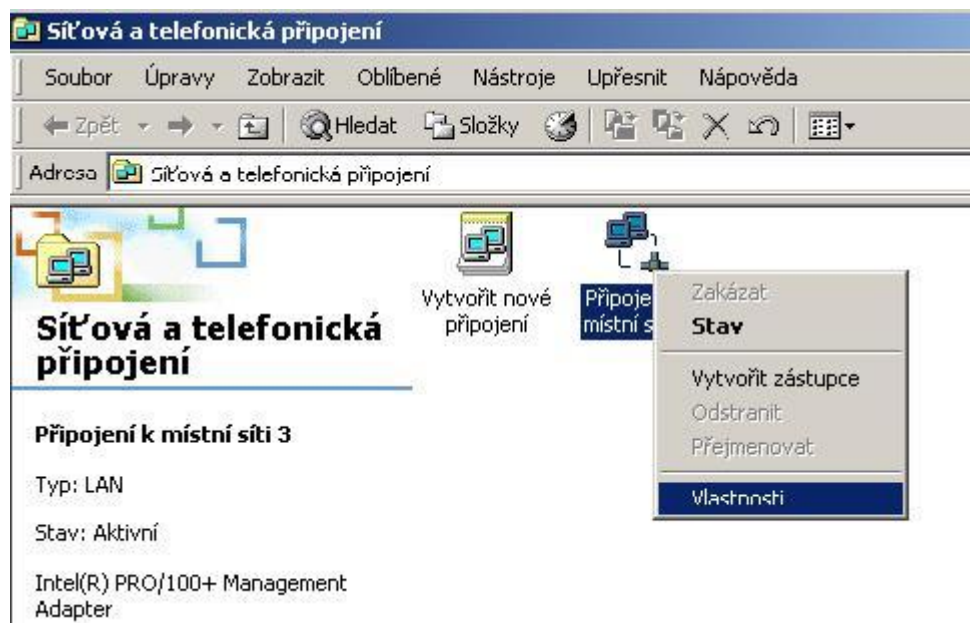 Síťová a telefonická připojení
Soubor Úpravy Zobrazit Oblíbené Nástroje Upřesnit Nápověda
Zpět Hledat Složky
Adresa Síťová a telefonická připojení
Síťová a telefonická
připojení
Připojení k místní síti 3
Typ: LAN
Stav: Aktivní
Intel(R) PRO/100+ Management
Adapter
Vytvořit nové
připojení
Připoje
místní s
Zakázat
Stav
Vytvořit zástupce
Odstranit
Přejmenovat
Vlastnosti